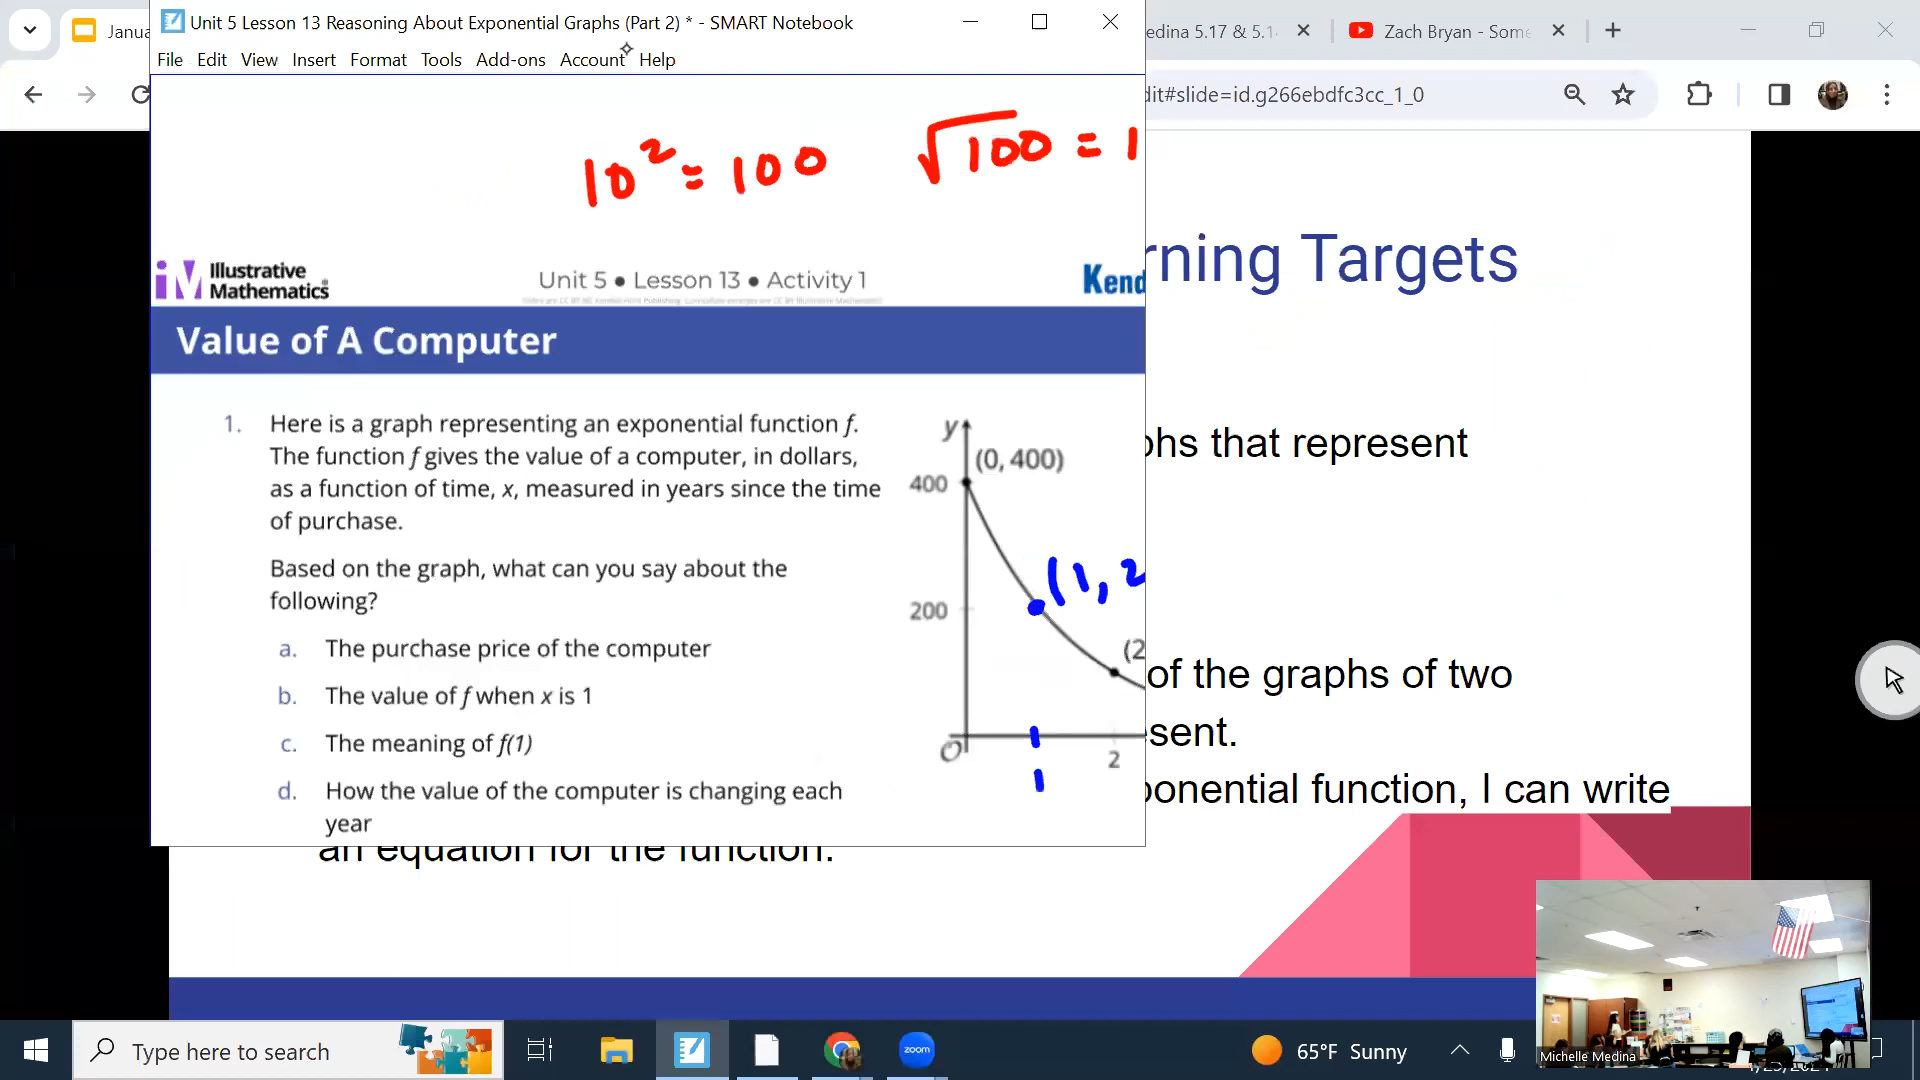 Janua
Unit 5 Lesson 13 Reasoning About Exponential Graphs (Part 2) * - SMART Notebook
edina 5.17 & 5.1
Zach Bryan - Some
File Edit View Insert Format Tools Add-ons Account Help
dit#slide=id.g266ebdfc3cc_1_0
10² = 100
√100 = 1
Illustrative
Mathematics
Unit 5 • Lesson 13 • Activity 1
Kend
rning Targets
Value of A Computer
1. Here is a graph representing an exponential function f.
The function f gives the value of a computer, in dollars,
as a function of time, x, measured in years since the time
of purchase.
Based on the graph, what can you say about the
following?
a. The purchase price of the computer
b. The value of f when x is 1
c. The meaning of f(1)
d. How the value of the computer is changing each
year
y
(0, 400)
400
(1, 2
200
(2
O
1
2
phs that represent
of the graphs of two
sent.
ponential function, I can write
an equation for the function.
Michelle Medina
Type here to search
zoom
65°F Sunny